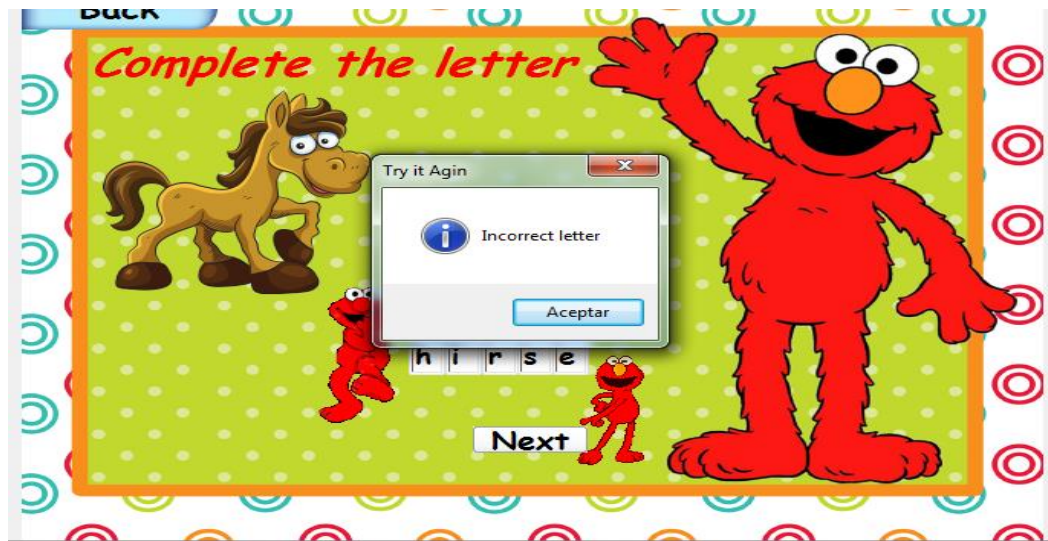 Back
Complete the letter
Try it Agin
Incorrect letter
Aceptar
h i r s e
Next